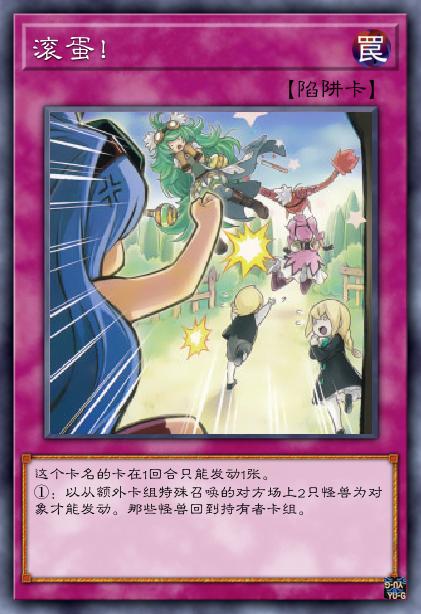 滚蛋!
罠
【陷阱卡】
这个卡名的卡在1回合只能发动1张。
①：以从额外卡组特殊召唤的对方场上2只怪兽为对
象才能发动。那些怪兽回到持有者卡组。